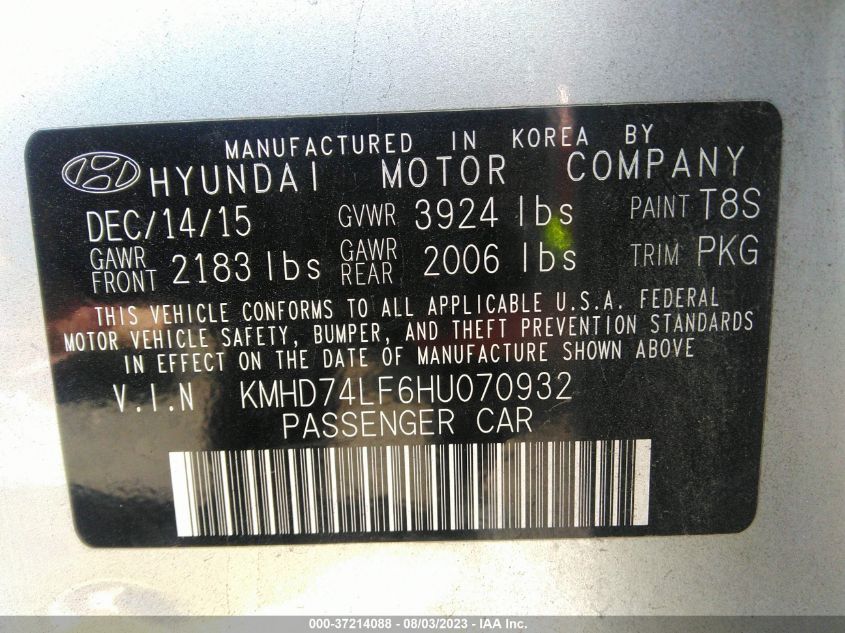 MANUFACTURED IN KOREA BY
HYUNDAI MOTOR COMPANY
DEC/14/15 GVWR 3924 lbs PAINT T8S
GAWR FRONT 2183 lbs GAWR REAR 2006 lbs TRIM PKG
THIS VEHICLE CONFORMS TO ALL APPLICABLE U.S.A. FEDERAL
MOTOR VEHICLE SAFETY, BUMPER, AND THEFT PREVENTION STANDARDS
IN EFFECT ON THE DATE OF MANUFACTURE SHOWN ABOVE
V.I.N KMHD74LF6HU070932
PASSENGER CAR
000-37214088 - 08/03/2023 - IAA Inc.